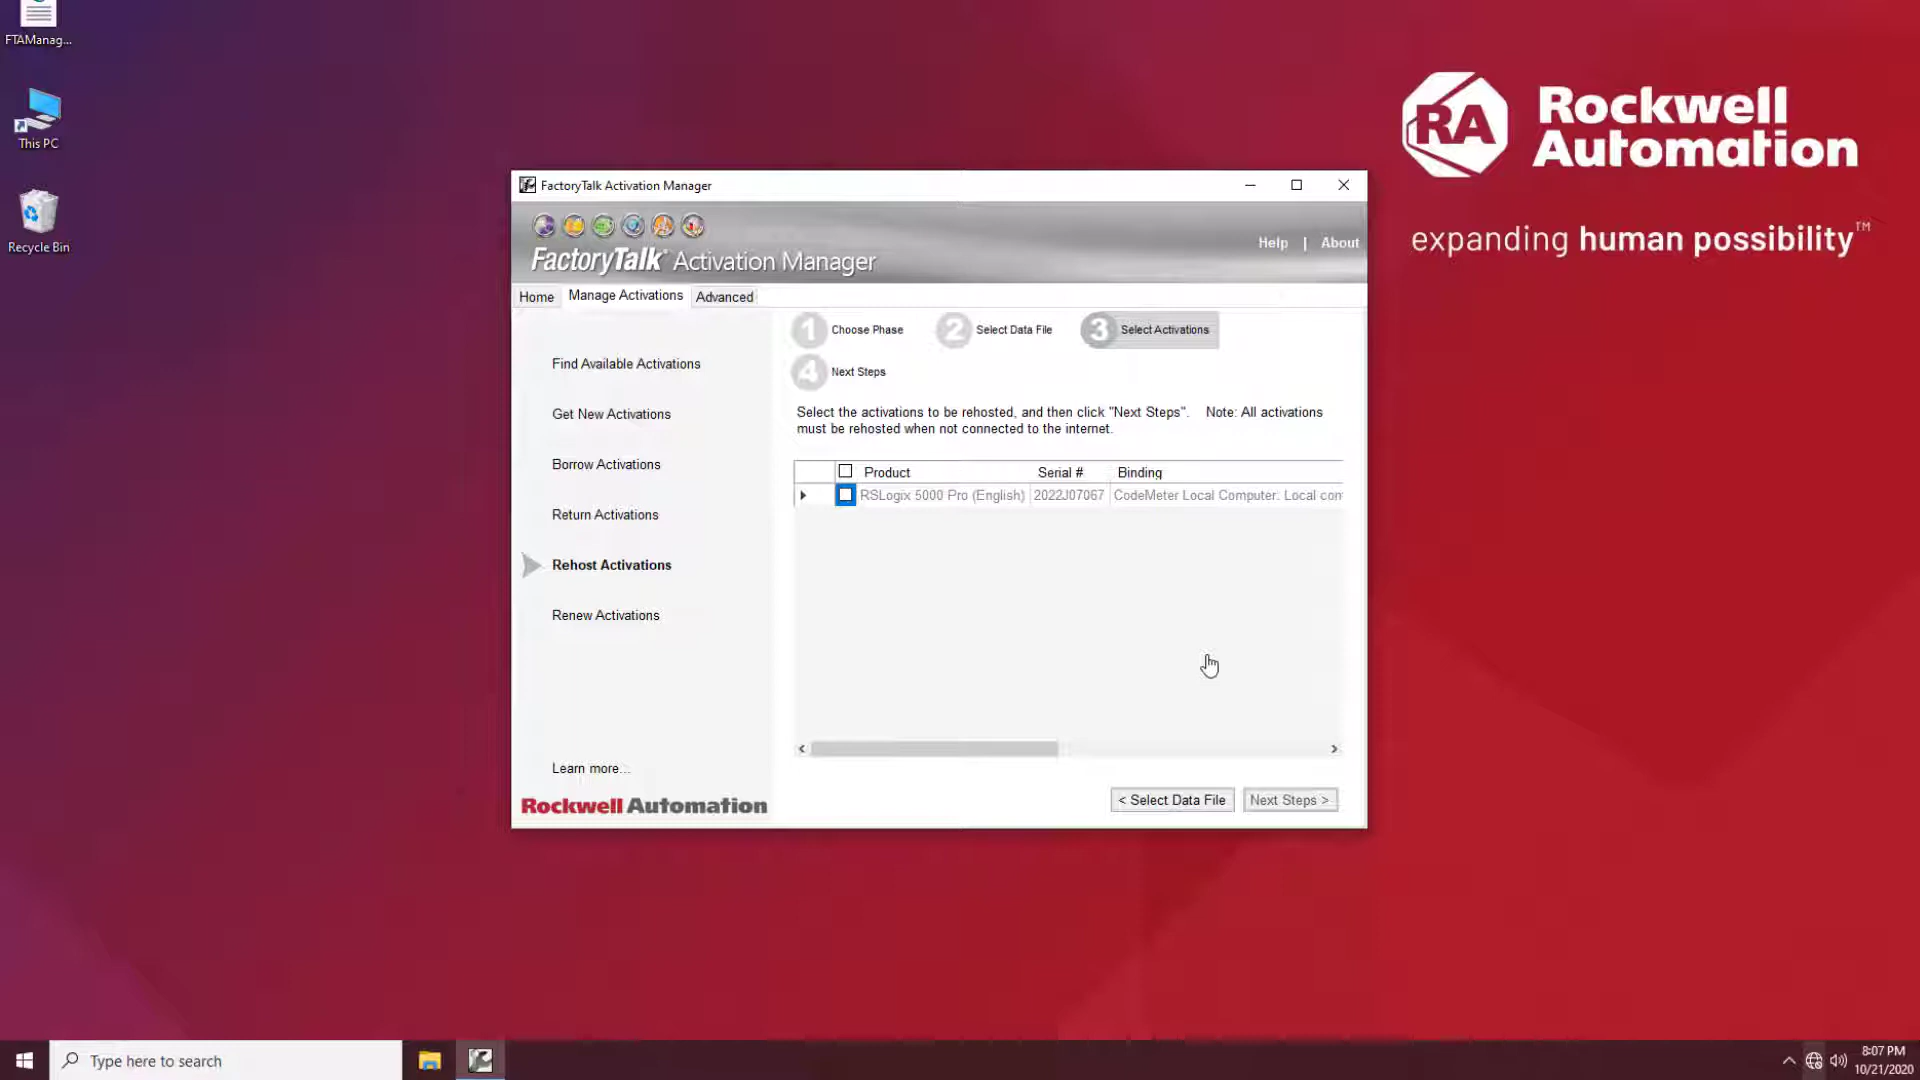 FTAManag...
This PC
Recycle Bin
RA Rockwell
Automation
expanding human possibility™
FactoryTalk Activation Manager
FactoryTalk Activation Manager
Help | About
Home Manage Activations Advanced
1 Choose Phase 2 Select Data File 3 Select Activations
4 Next Steps
Find Available Activations
Get New Activations
Borrow Activations
Return Activations
Rehost Activations
Renew Activations
Learn more...
Rockwell Automation
Select the activations to be rehosted, and then click "Next Steps". Note: All activations
must be rehosted when not connected to the internet.
Product Serial # Binding
RSLogix 5000 Pro (English) 2022J07067 CodeMeter Local Computer: Local con
< Select Data File Next Steps >
Type here to search
8:07 PM
10/21/2020